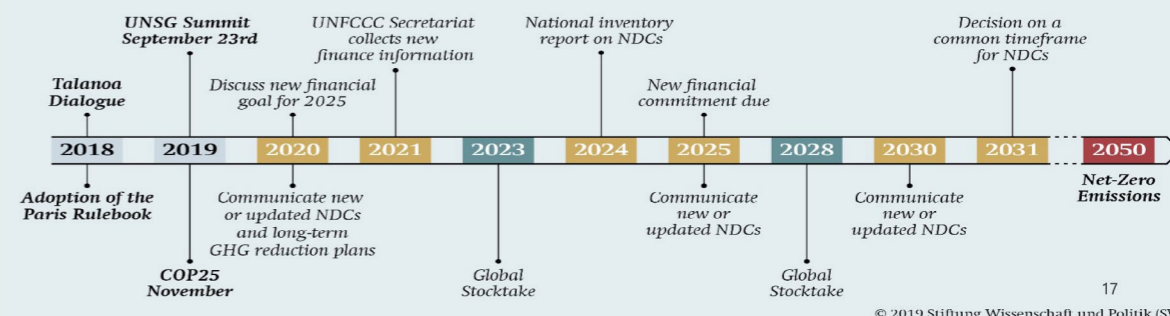 UNSG Summit
September 23rd
UNFCCC Secretariat
collects new
finance information
National inventory
report on NDCs
Decision on a
common timeframe
for NDCs
Talanoa
Dialogue
Discuss new financial
goal for 2025
New financial
commitment due
2018
2019
2020
2021
2023
2024
2025
2028
2030
2031
2050
Adoption of the
Paris Rulebook
Communicate new
or updated NDCs
and long-term
GHG reduction plans
Communicate
new or
updated NDCs
Communicate
new or
updated NDCs
Net-Zero
Emissions
COP25
November
Global
Stocktake
Global
Stocktake
17
© 2019 Stiftung Wissenschaft und Politik